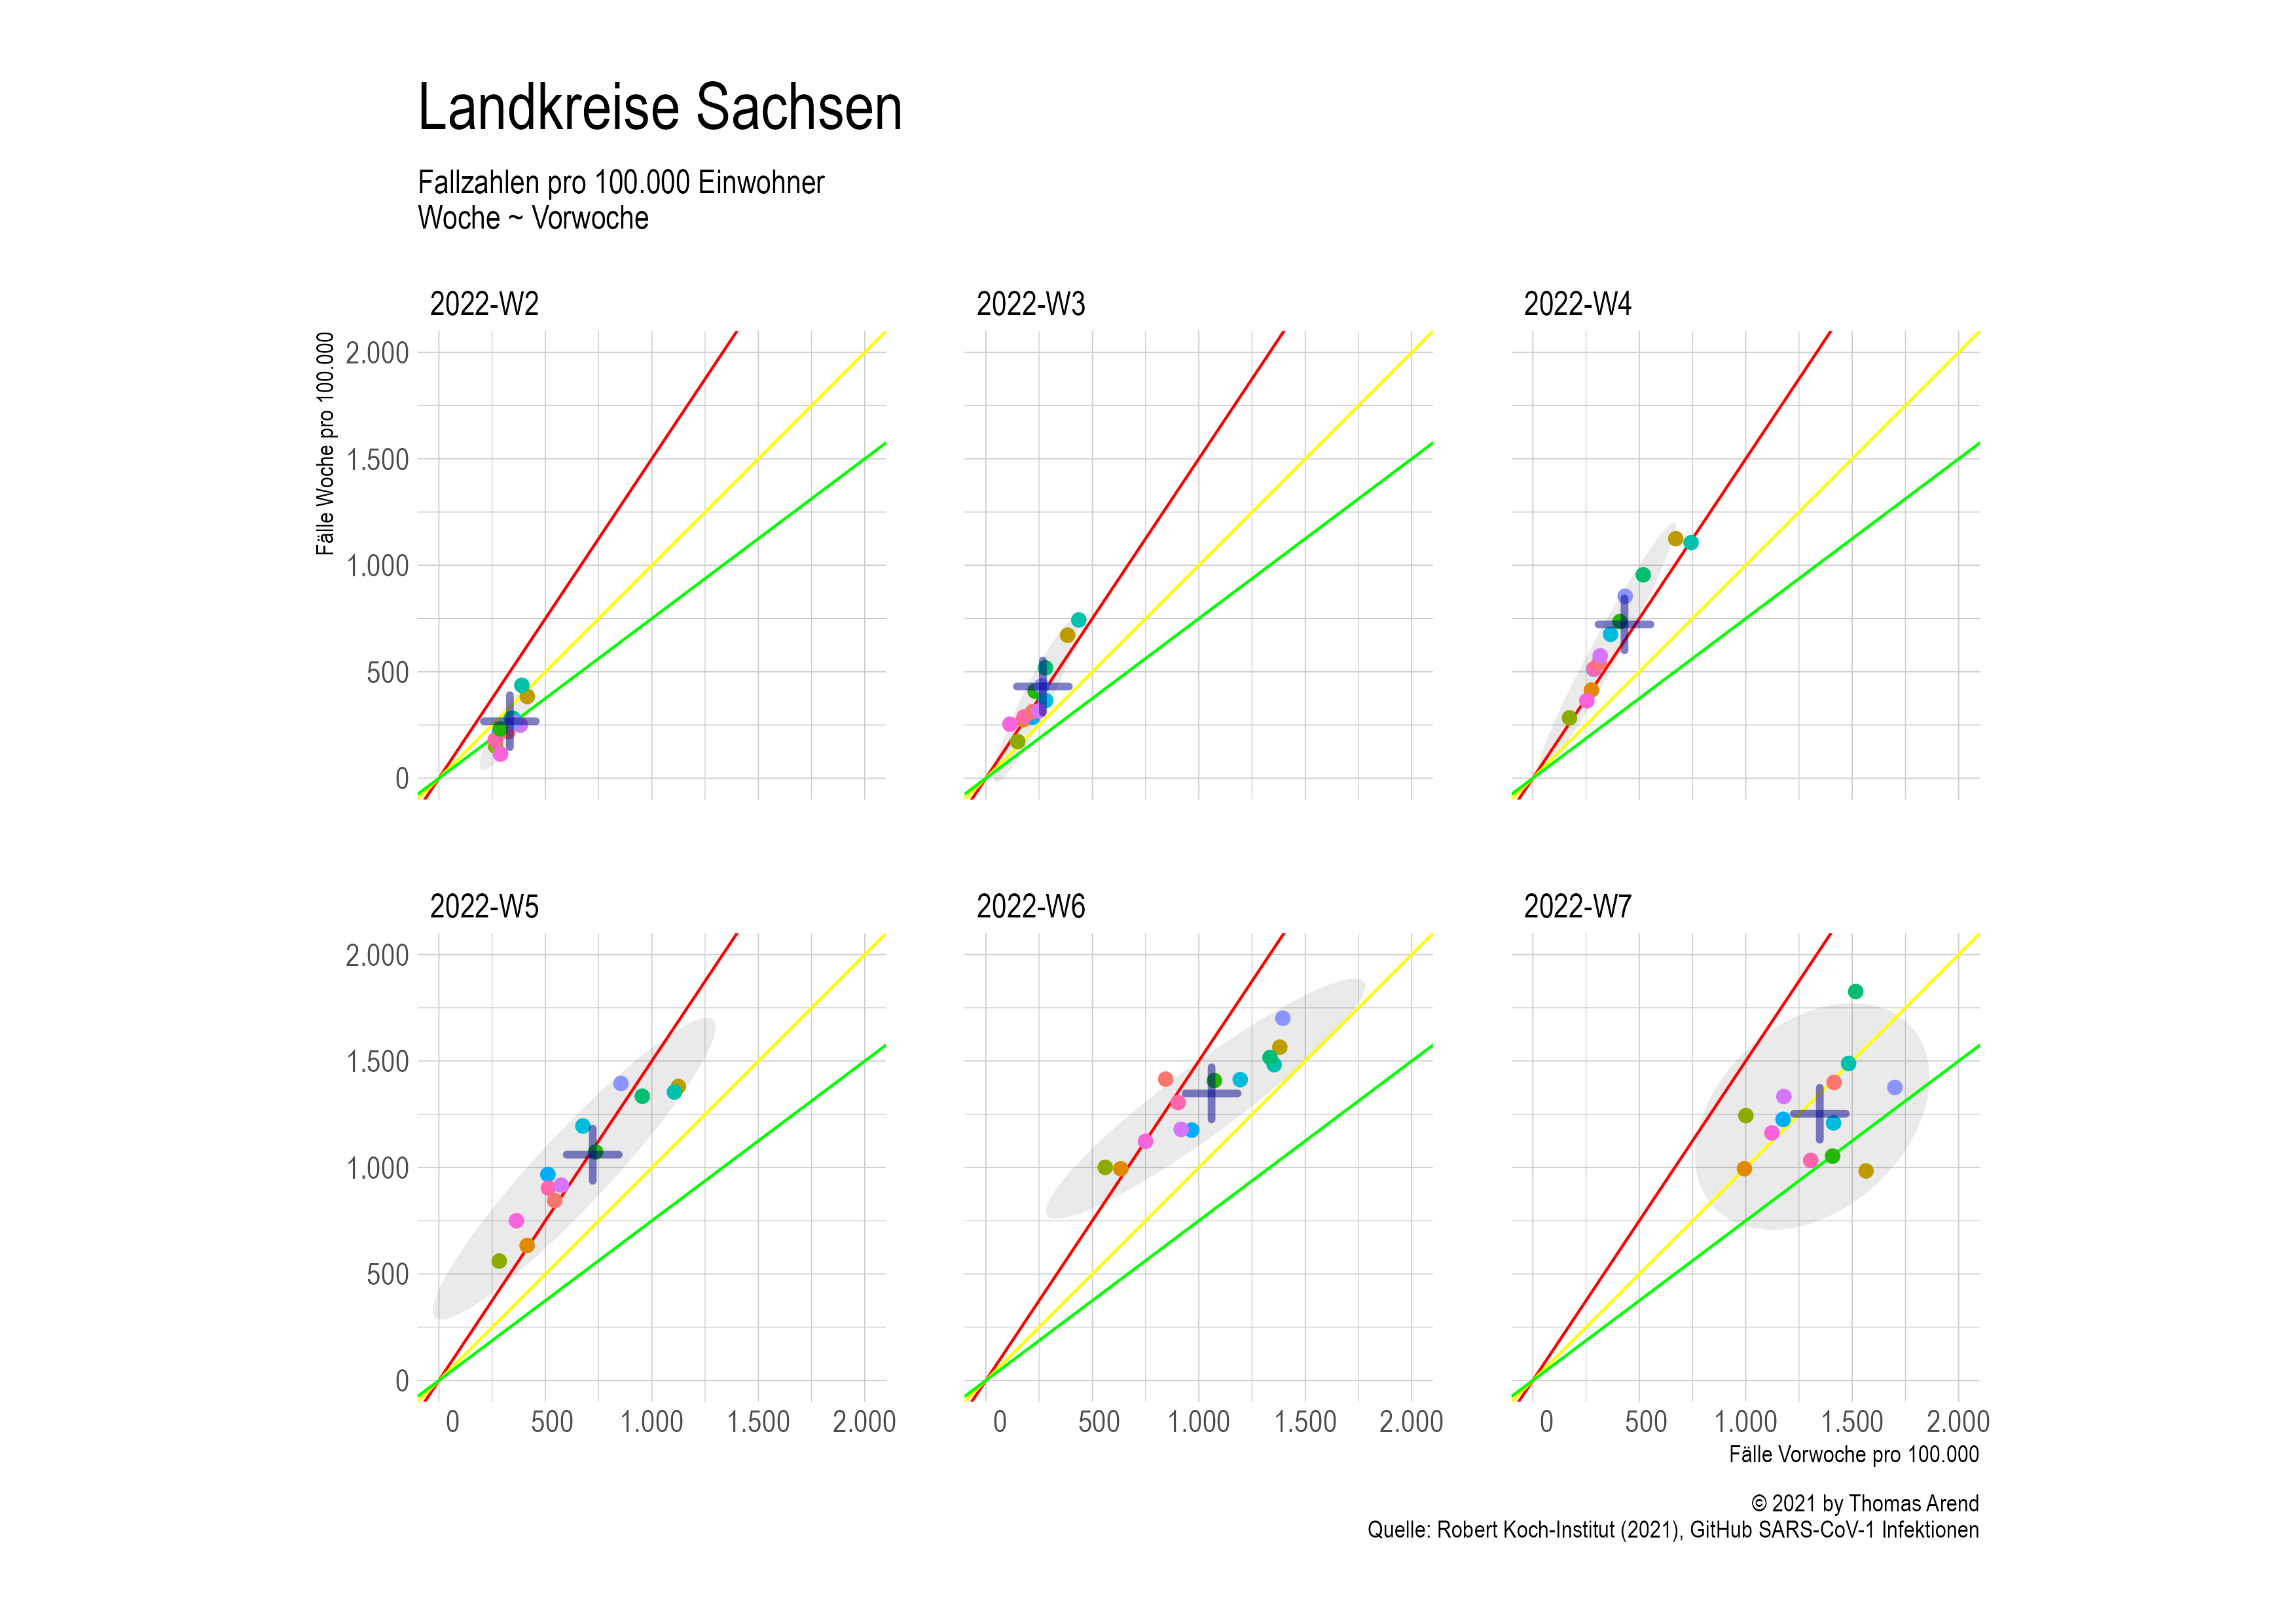 Landkreise Sachsen
Fallzahlen pro 100.000 Einwohner
Woche ~ Vorwoche
2022-W2
2022-W3
2022-W4
Fälle Woche pro 100.000
2.000
1.500
1.000
500
0
2022-W5
2022-W6
2022-W7
2.000
1.500
1.000
500
0
0 500 1.000 1.500 2.000
0 500 1.000 1.500 2.000
0 500 1.000 1.500 2.000
Fälle Vorwoche pro 100.000
© 2021 by Thomas Arend
Quelle: Robert Koch-Institut (2021), GitHub SARS-CoV-1 Infektionen